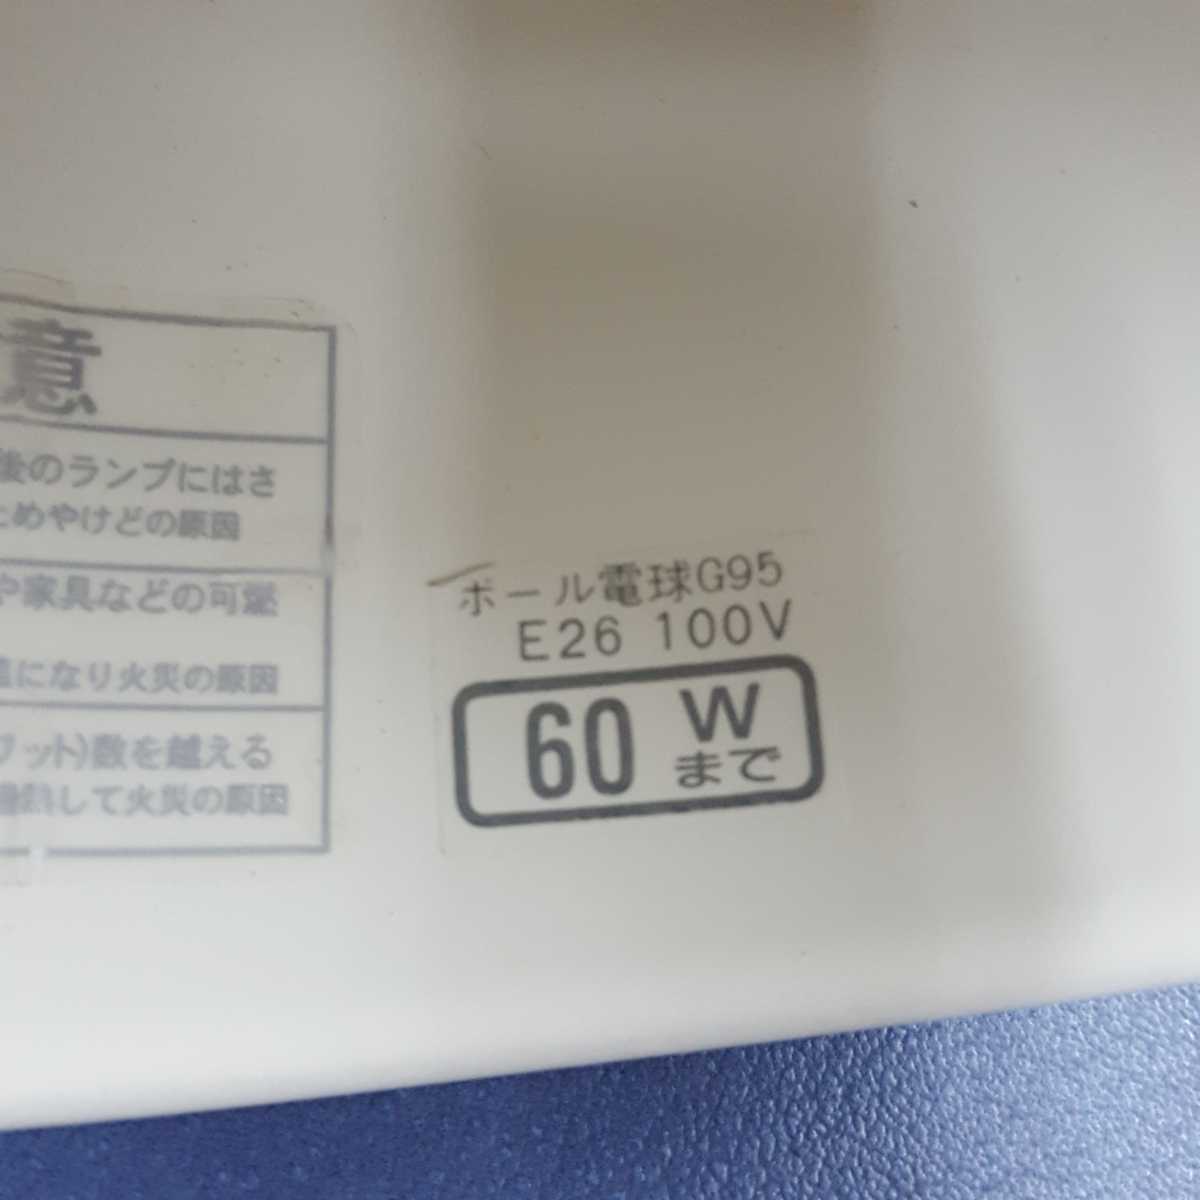 意
後のランプにはさ
ためやけどの原因
や家具などの可燃
温になり火災の原因
ワット)数を越える
過熱して火災の原因
ボール電球G95
E26 100V
60 W
まで